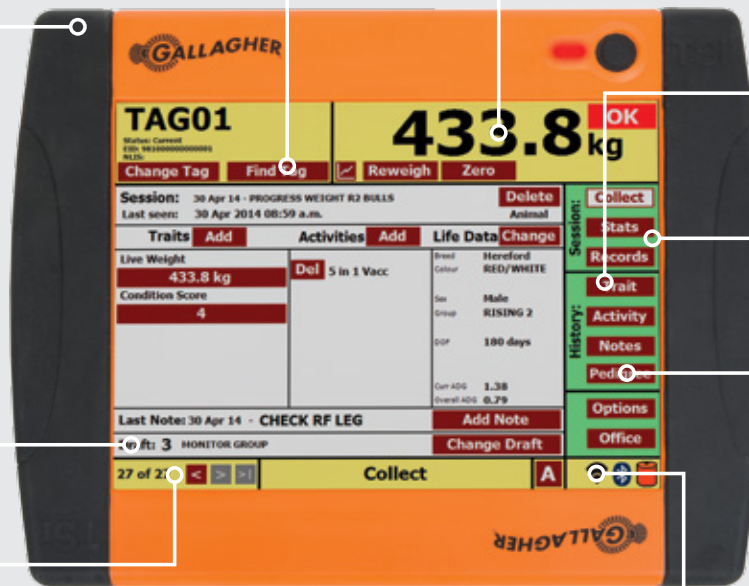 GALLAGHER
TAG01
Status: Current
EID: 981000000000001
NLIS:
Change Tag Find Tag
433.8 kg
OK
Reweigh Zero
Session: 30 Apr 14 - PROGRESS WEIGHT R2 BULLS Delete
Last seen: 30 Apr 2014 08:59 a.m. Animal
Traits Add Activities Add Life Data Change
Live Weight
433.8 kg
Condition Score
4
Del 5 in 1 Vacc
Breed Hereford
Colour RED/WHITE
Sex Male
Group RISING 2
DOF 180 days
Curr ADG 1.38
Overall ADG 0.79
Last Note: 30 Apr 14 - CHECK RF LEG Add Note
Draft: 3 MONITOR GROUP Change Draft
27 of 27 < > >|
Collect A
Session:
Collect
Stats
Records
History:
Trait
Activity
Notes
Pedigree
Options
Office
GALLAGHER
TSi